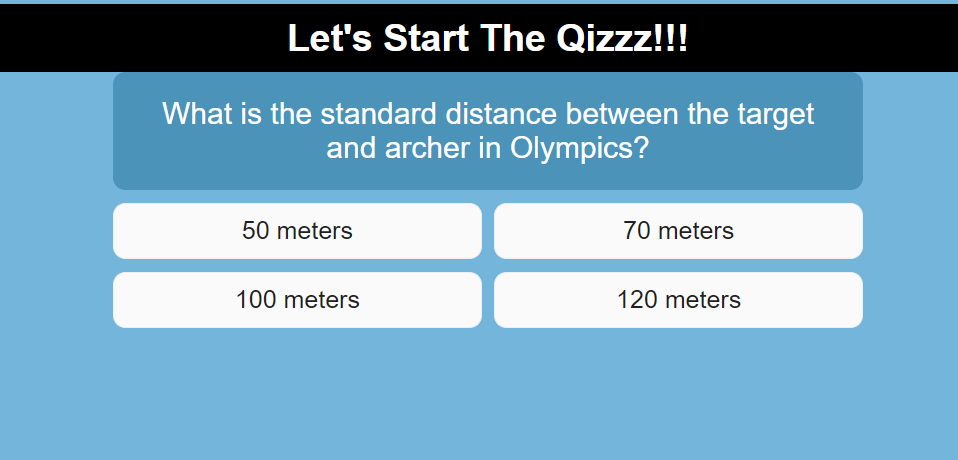 Let's Start The Qizzz!!!
What is the standard distance between the target
and archer in Olympics?
50 meters
70 meters
100 meters
120 meters